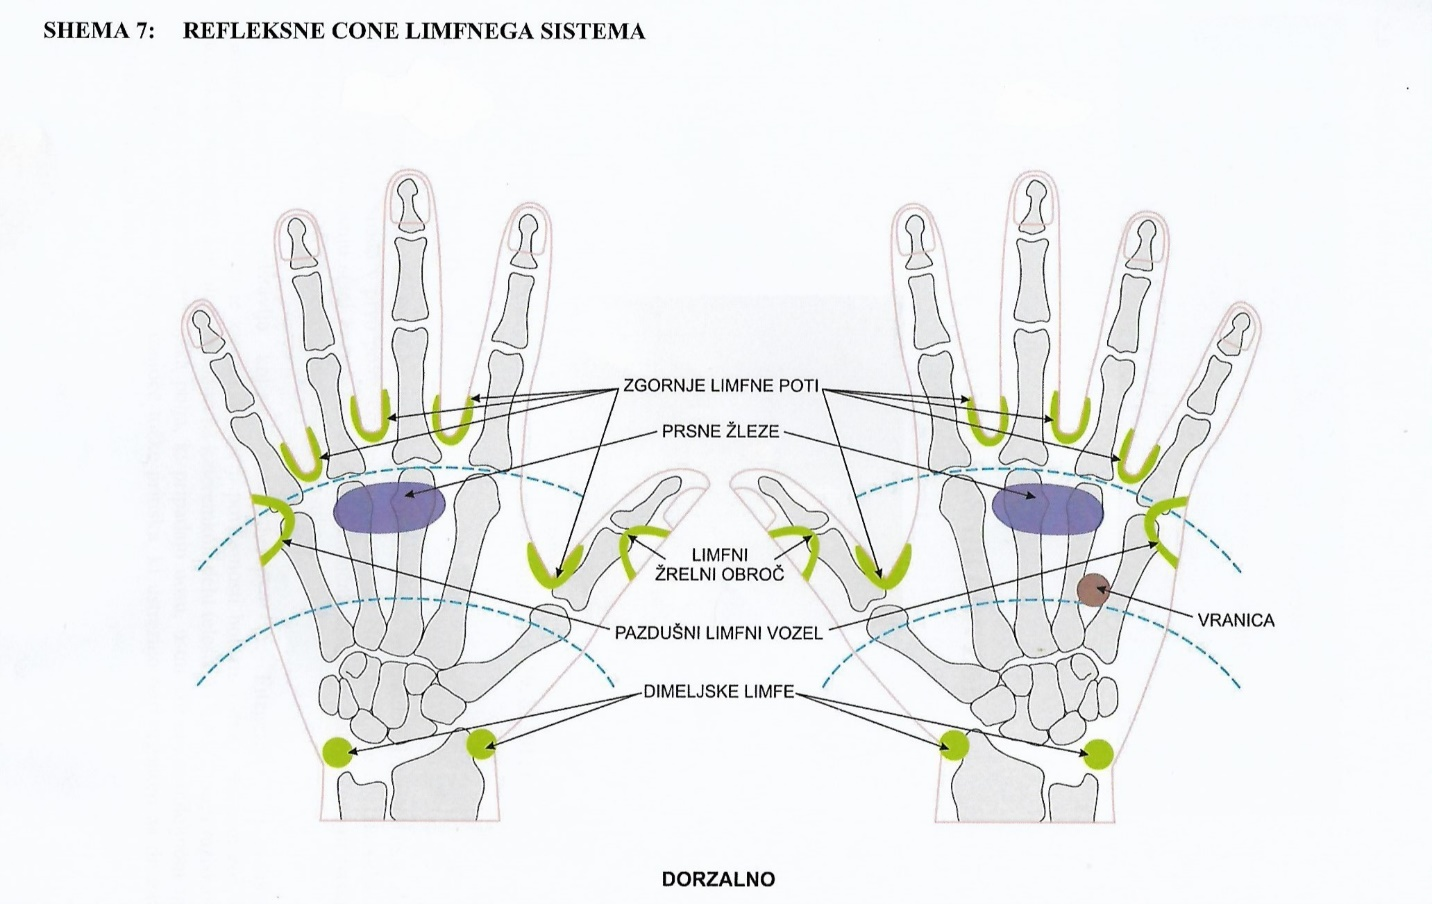 SHEMA 7: REFLEKSNE CONE LIMFNEGA SISTEMA
ZGORNJE LIMFNE POTI
PRSNE ŽLEZE
LIMFNI
ŽRELNI OBROČ
VRANICA
PAZDUŠNI LIMFNI VOZEL
DIMELJSKE LIMFE
DORZALNO